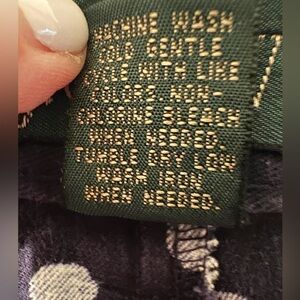 MACHINE WASH
COLD GENTLE
CYCLE WITH LIKE
COLORS. NON-
CHLORINE BLEACH
WHEN NEEDED.
TUMBLE DRY LOW
WARM IRON
WHEN NEEDED.